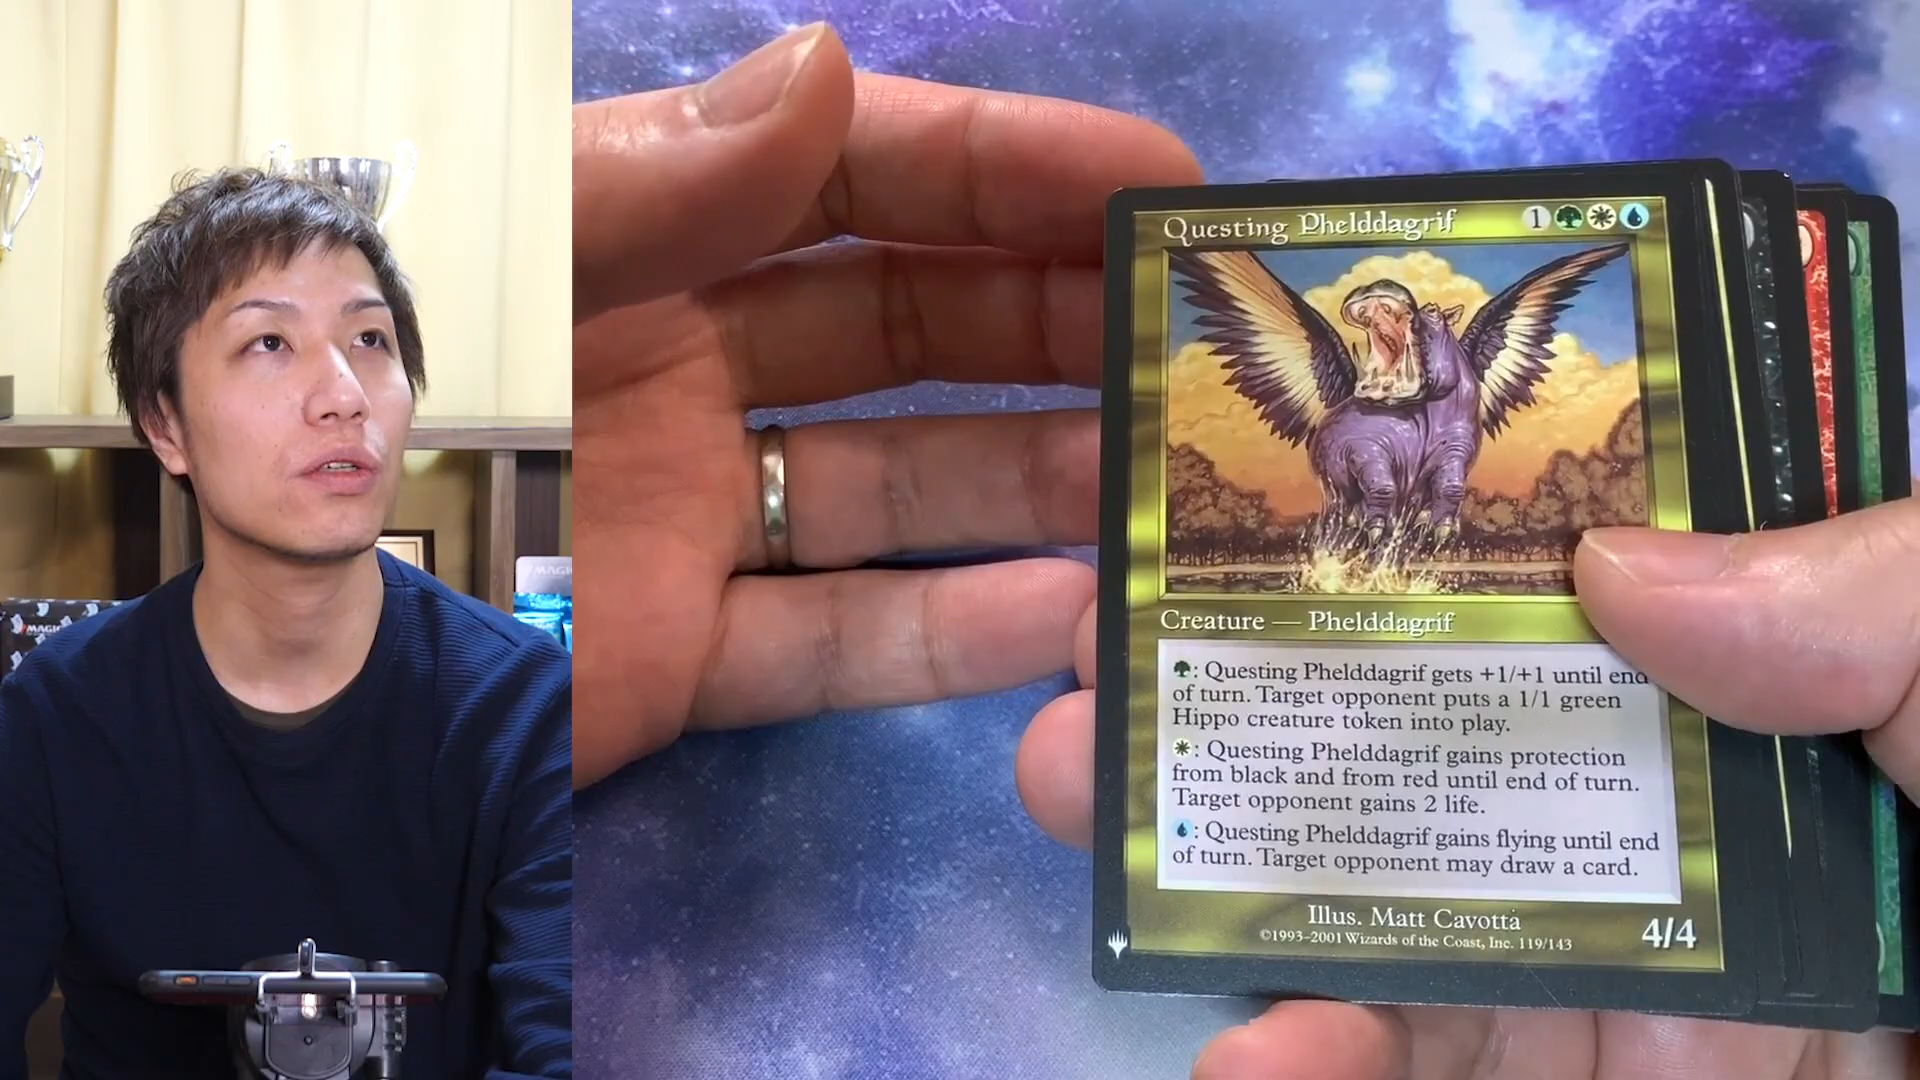 MAGIC
MAGIC
Questing Phelddagrif 1
Creature — Phelddagrif
: Questing Phelddagrif gets +1/+1 until end
of turn. Target opponent puts a 1/1 green
Hippo creature token into play.
: Questing Phelddagrif gains protection
from black and from red until end of turn.
Target opponent gains 2 life.
: Questing Phelddagrif gains flying until end
of turn. Target opponent may draw a card.
Illus. Matt Cavotta
©1993-2001 Wizards of the Coast, Inc. 119/143
4/4